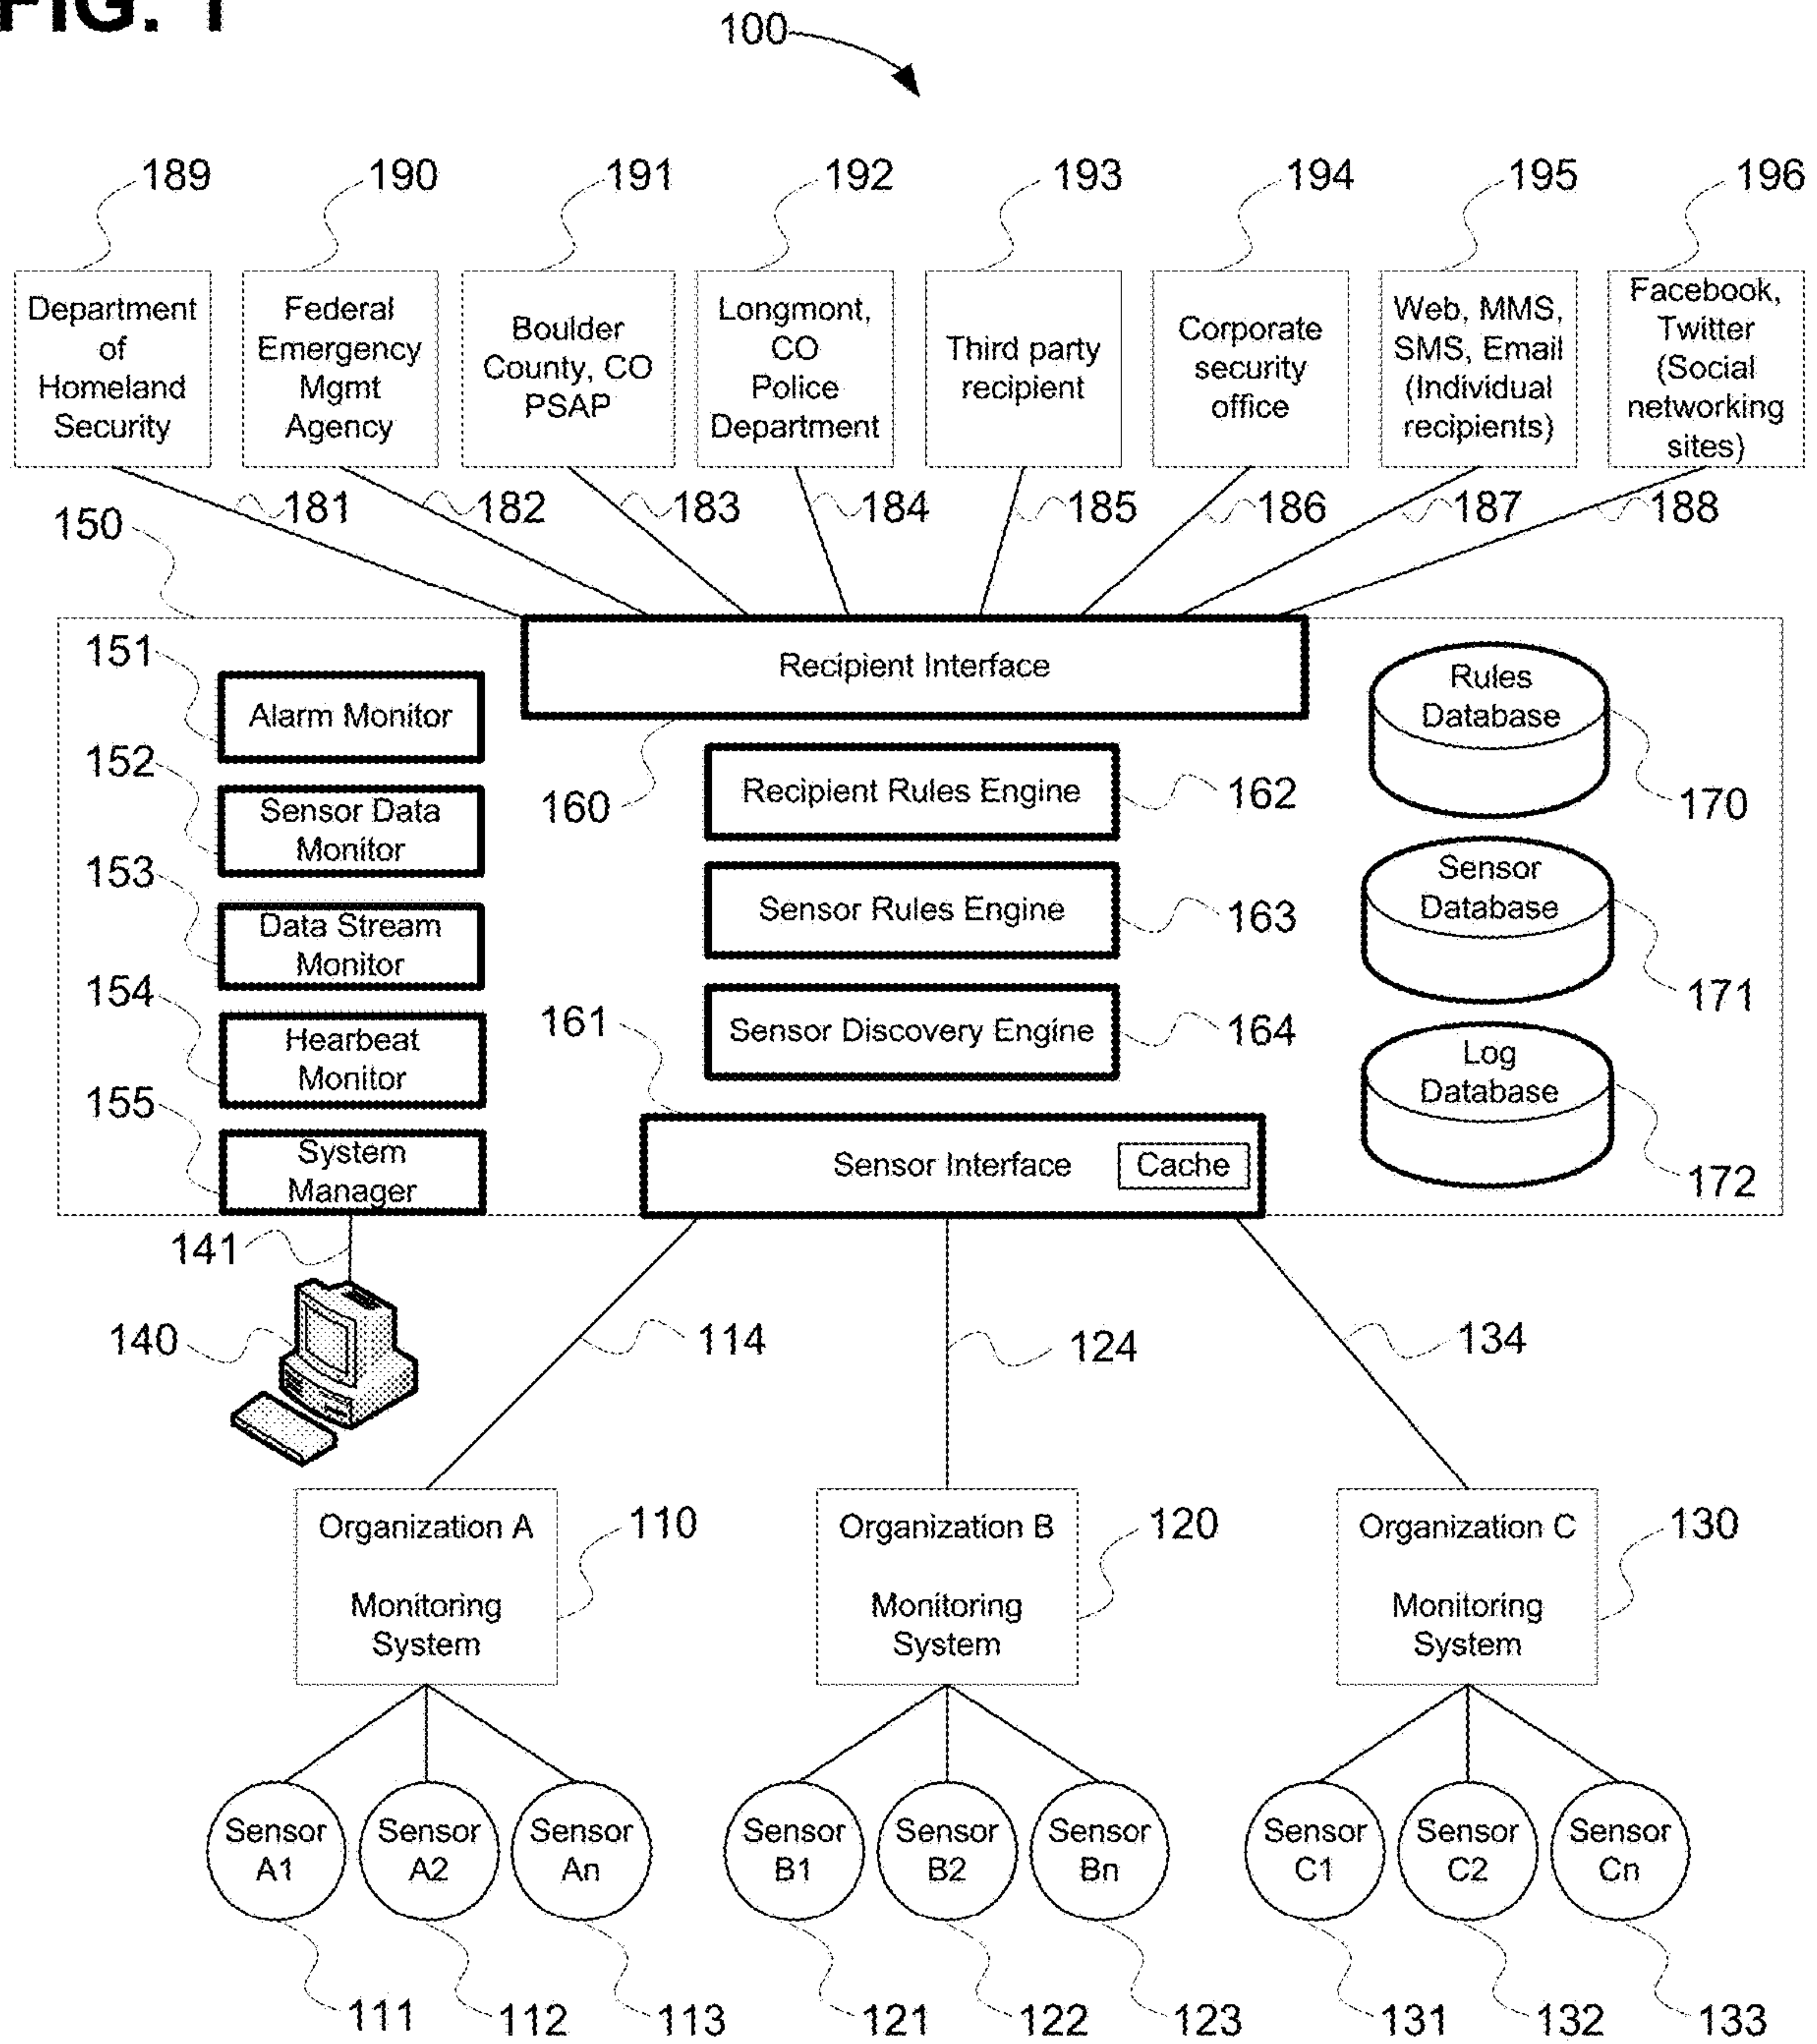 FIG. 1
100
189
190
191
192
193
194
195
196
Department
of
Homeland
Security
Federal
Emergency
Mgmt
Agency
Boulder
County, CO
PSAP
Longmont,
CO
Police
Department
Third party
recipient
Corporate
security
office
Web, MMS,
SMS, Email
(Individual
recipients)
Facebook,
Twitter
(Social
networking
sites)
181
182
183
184
185
186
187
188
150
151
Alarm Monitor
152
Sensor Data
Monitor
153
Data Stream
Monitor
154
Hearbeat
Monitor
155
System
Manager
Recipient Interface
160
Recipient Rules Engine
162
Sensor Rules Engine
163
Sensor Discovery Engine
164
161
Sensor Interface
Cache
Rules
Database
170
Sensor
Database
171
Log
Database
172
141
140
114
124
134
Organization A
Monitoring
System
110
Organization B
Monitoring
System
120
Organization C
Monitoring
System
130
Sensor
A1
Sensor
A2
Sensor
An
Sensor
B1
Sensor
B2
Sensor
Bn
Sensor
C1
Sensor
C2
Sensor
Cn
111
112
113
121
122
123
131
132
133